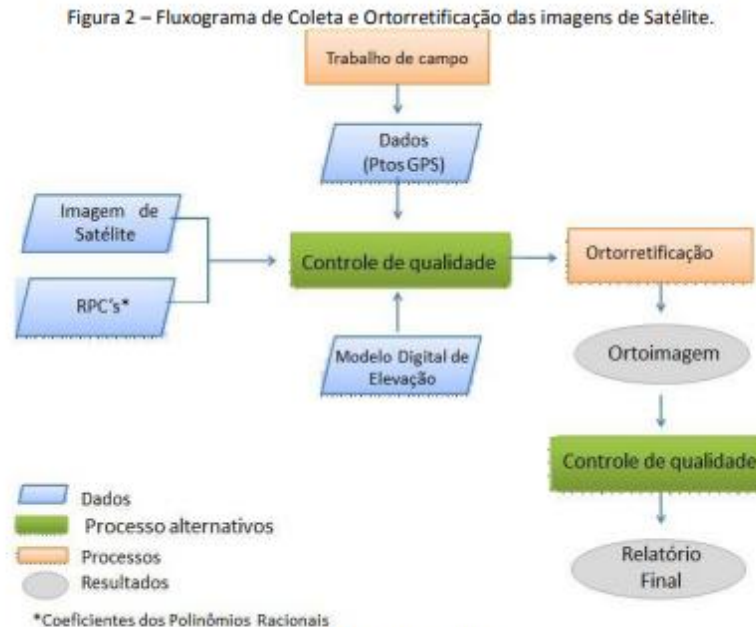 Figura 2 – Fluxograma de Coleta e Ortorretificação das imagens de Satélite.
Trabalho de campo
Dados
(Ptos GPS)
Imagem de
Satélite
RPC's*
Controle de qualidade
Modelo Digital de
Elevação
Ortorretificação
Ortoimagem
Controle de qualidade
Relatório
Final
Dados
Processo alternativos
Processos
Resultados
*Coeficientes dos Polinômios Racionais